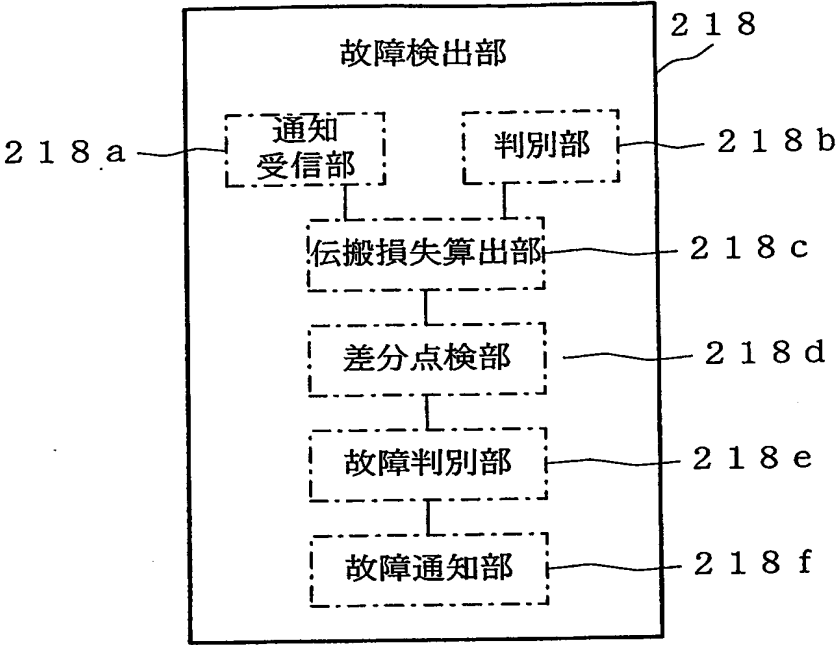 故障検出部
２１８
通知
受信部
２１８ａ
判別部
２１８ｂ
伝搬損失算出部
２１８ｃ
差分点検部
２１８ｄ
故障判別部
２１８ｅ
故障通知部
２１８ｆ